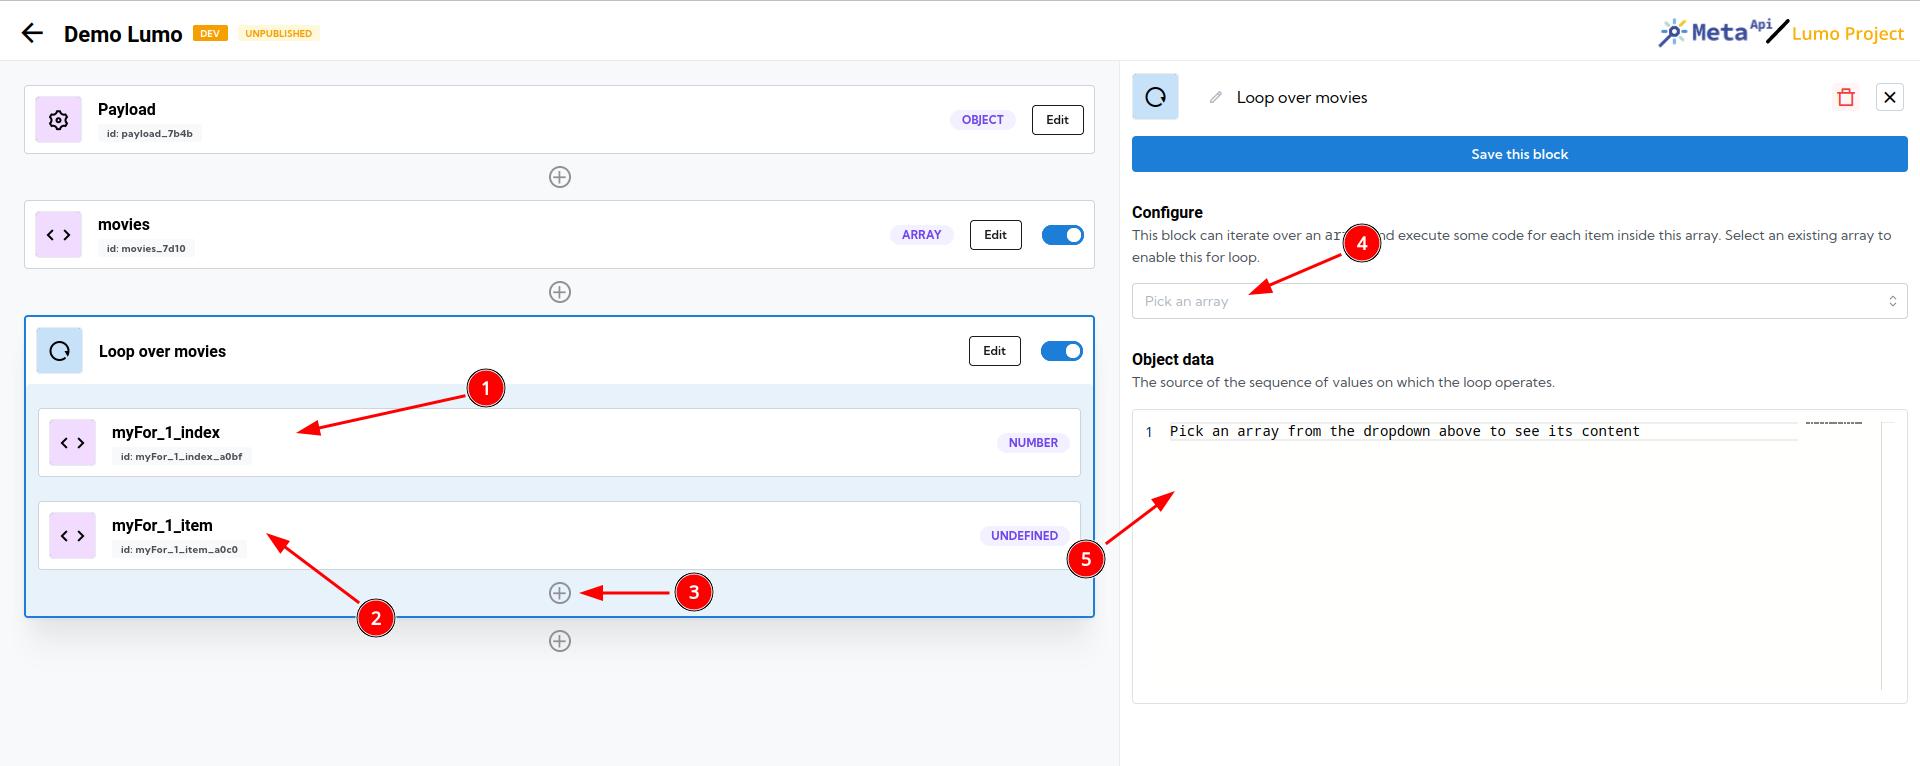 Demo Lumo DEV UNPUBLISHED
Meta Api / Lumo Project
Payload
id: payload_7b4b
OBJECT Edit
movies
id: movies_7d10
ARRAY Edit
Loop over movies Edit
1
myFor_1_index
id: myFor_1_index_a0bf
NUMBER
myFor_1_item
id: myFor_1_item_a0c0
UNDEFINED
2
3
Loop over movies
Save this block
Configure
This block can iterate over an nd execute some code for each item inside this array. Select an existing array to
enable this for loop.
4
Pick an array
Object data
The source of the sequence of values on which the loop operates.
1 Pick an array from the dropdown above to see its content
5